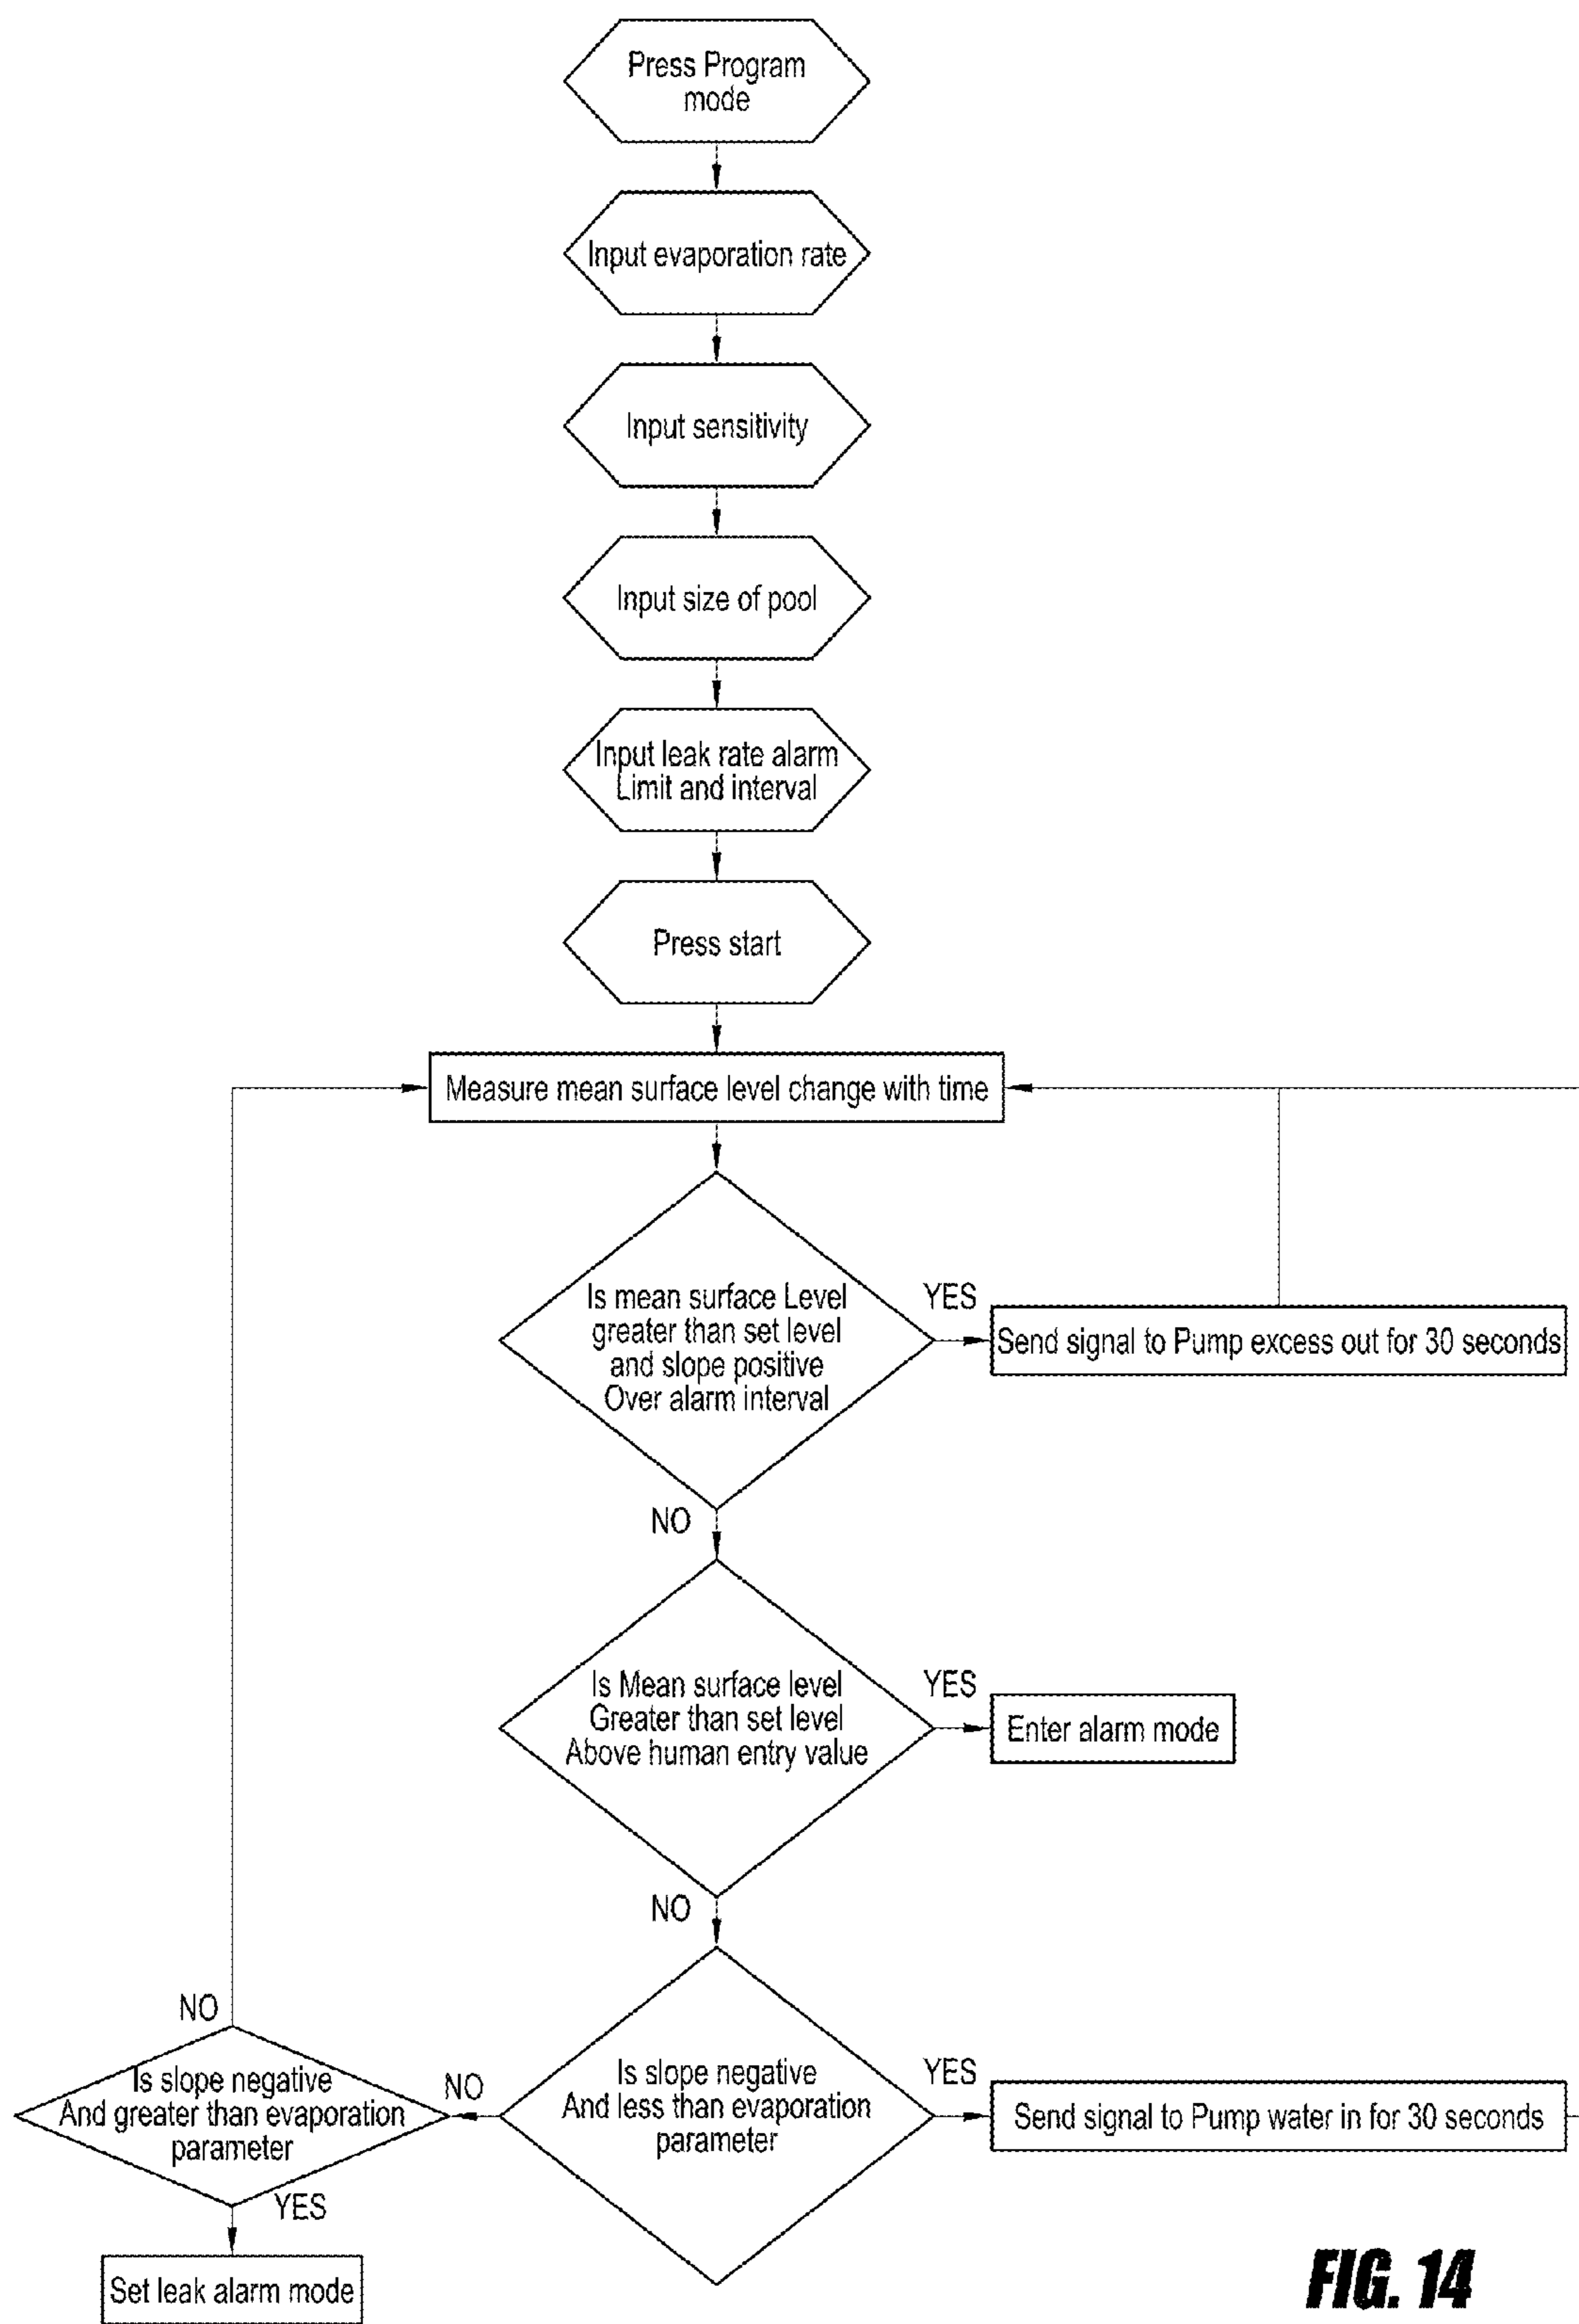 Press Program
mode
Input evaporation rate
Input sensitivity
Input size of pool
Input leak rate alarm
Limit and interval
Press start
Measure mean surface level change with time
Is mean surface Level
greater than set level
and slope positive
Over alarm interval
YES
Send signal to Pump excess out for 30 seconds
NO
Is Mean surface level
Greater than set level
Above human entry value
YES
Enter alarm mode
NO
Is slope negative
And less than evaporation
parameter
YES
Send signal to Pump water in for 30 seconds
NO
Is slope negative
And greater than evaporation
parameter
NO
YES
Set leak alarm mode
FIG. 14